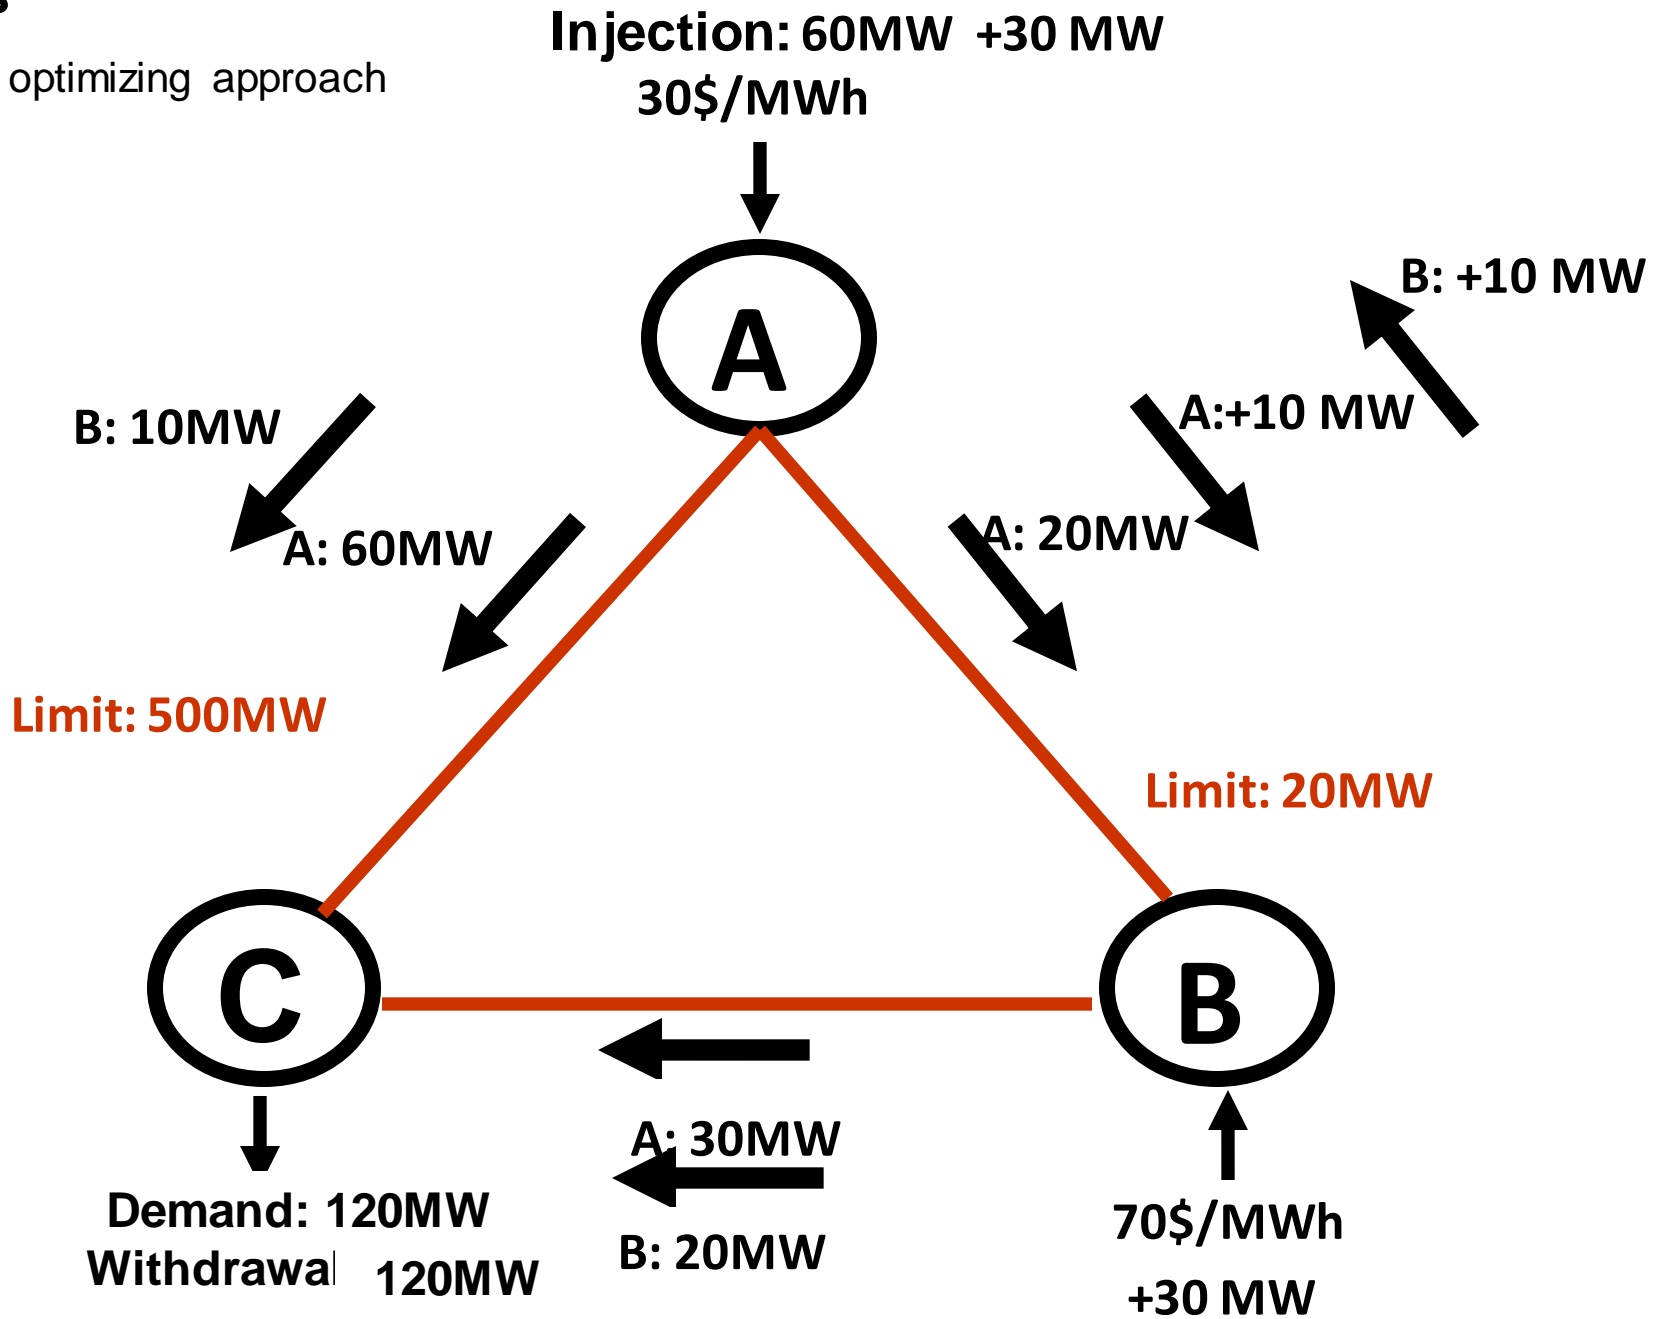 Injection: 60MW +30 MW
optimizing approach
30$/MWh
A
B: +10 MW
A:+10 MW
B: 10MW
A: 60MW
A: 20MW
Limit: 500MW
Limit: 20MW
C
B
A: 30MW
B: 20MW
Demand: 120MW
Withdrawal 120MW
70$/MWh
+30 MW